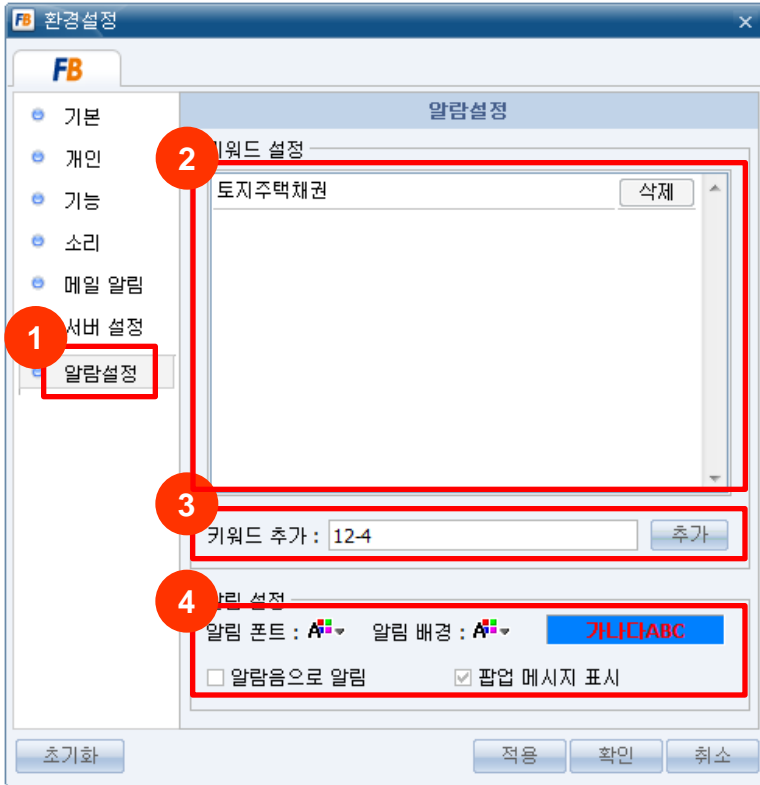 FB 환경설정
FB
기본
개인
기능
소리
메일 알림
서버 설정
알람설정
알람설정
키워드 설정
토지주택채권 삭제
키워드 추가 : 12-4 추가
알림 설정
알림 폰트 : A 알림 배경 : A 가나다ABC
알람음으로 알림 팝업 메시지 표시
초기화 적용 확인 취소
1
2
3
4